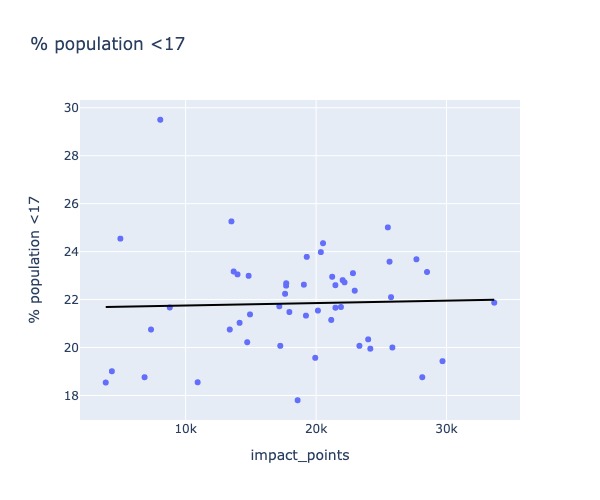 % population <17
30
28
26
24
22
20
18
% population <17
10k
20k
30k
impact_points